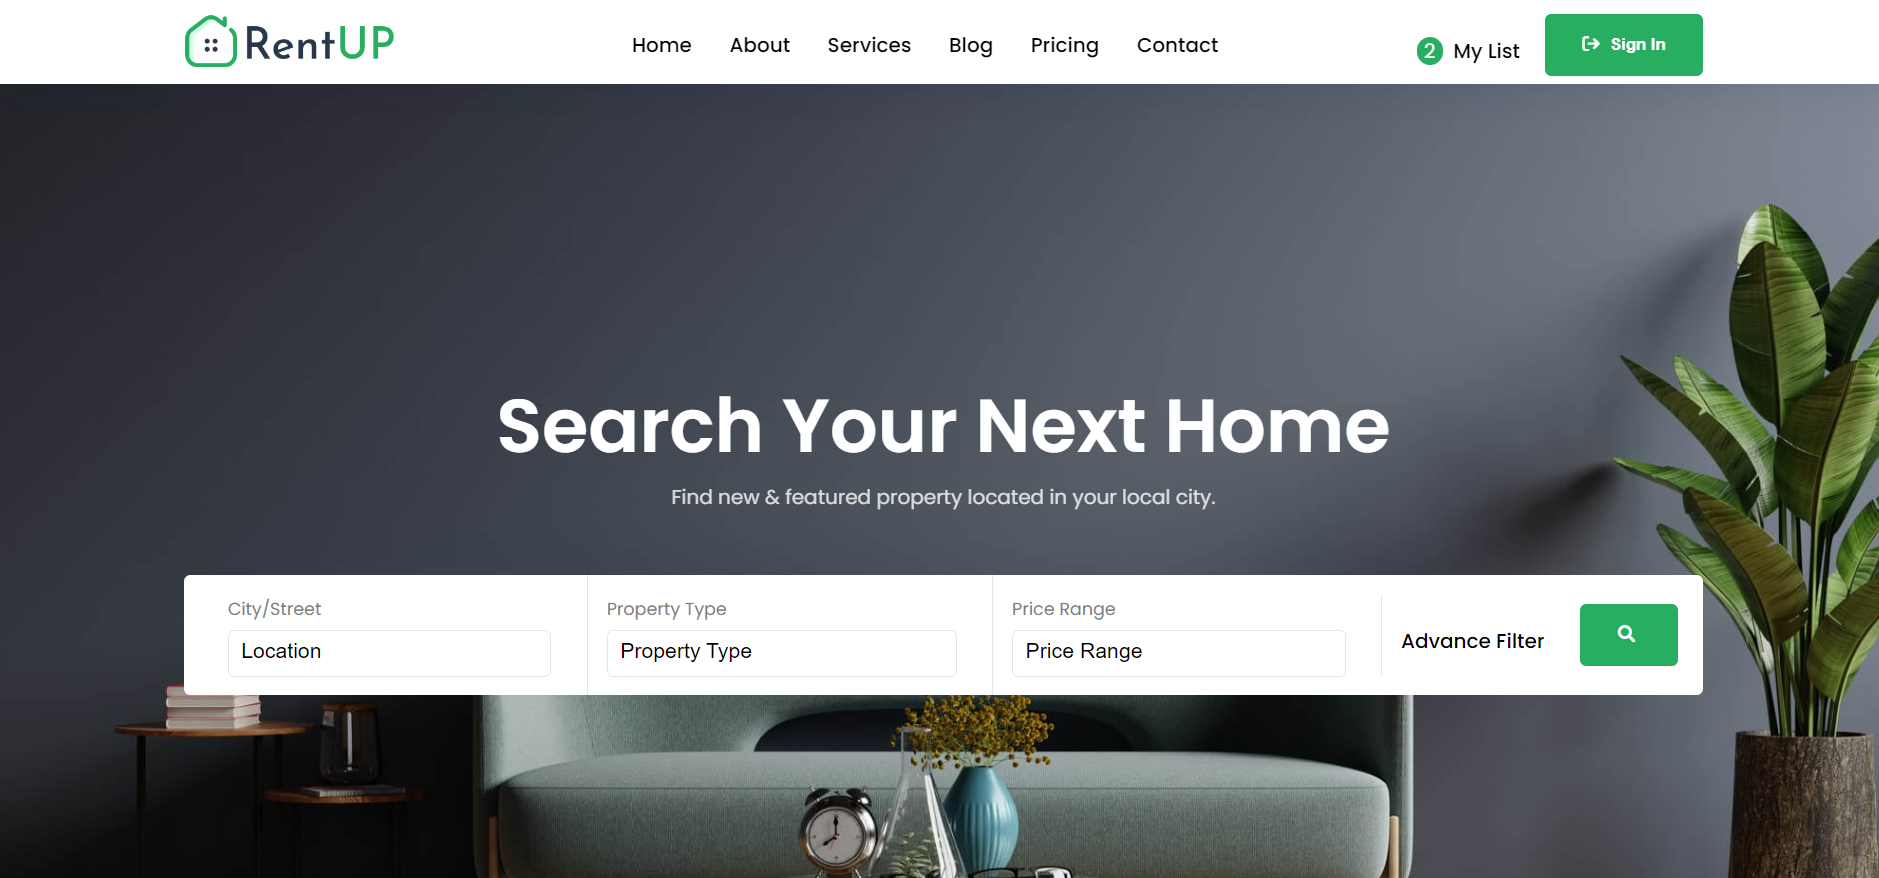 RentUP
Home About Services Blog Pricing Contact
2 My List
Sign In
Search Your Next Home
Find new & featured property located in your local city.
City/Street
Location
Property Type
Property Type
Price Range
Price Range
Advance Filter